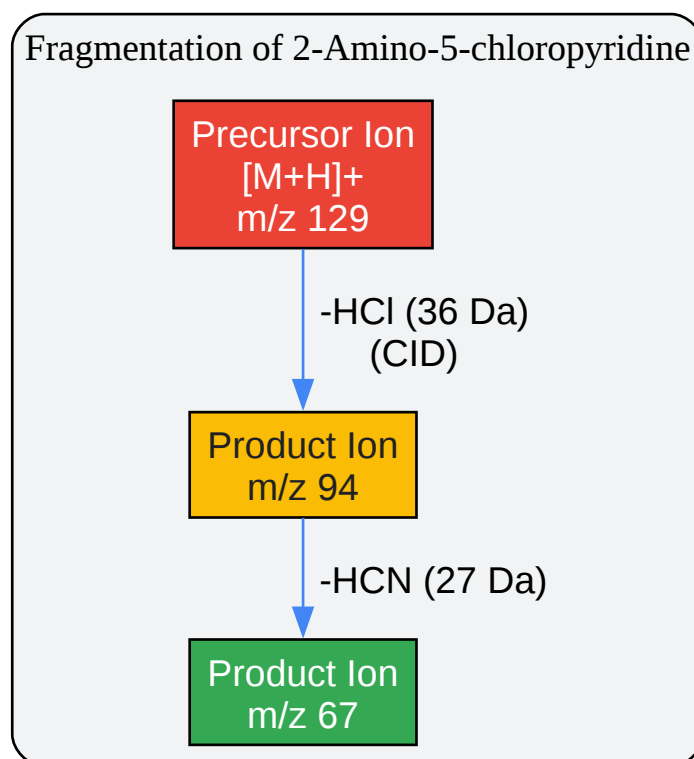 Fragmentation of 2-Amino-5-chloropyridine
Precursor Ion
[M+H]+
m/z 129
-HCl (36 Da)
(CID)
Product Ion
m/z 94
-HCN (27 Da)
Product Ion
m/z 67